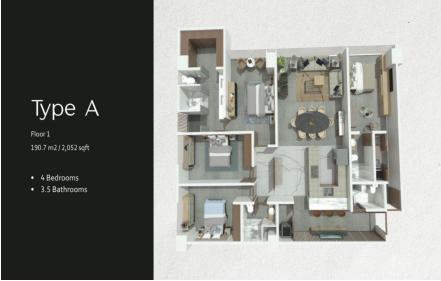 Type A
Floor 1
190.7 m2 / 2,052 sqft
• 4 Bedrooms
• 3.5 Bathrooms